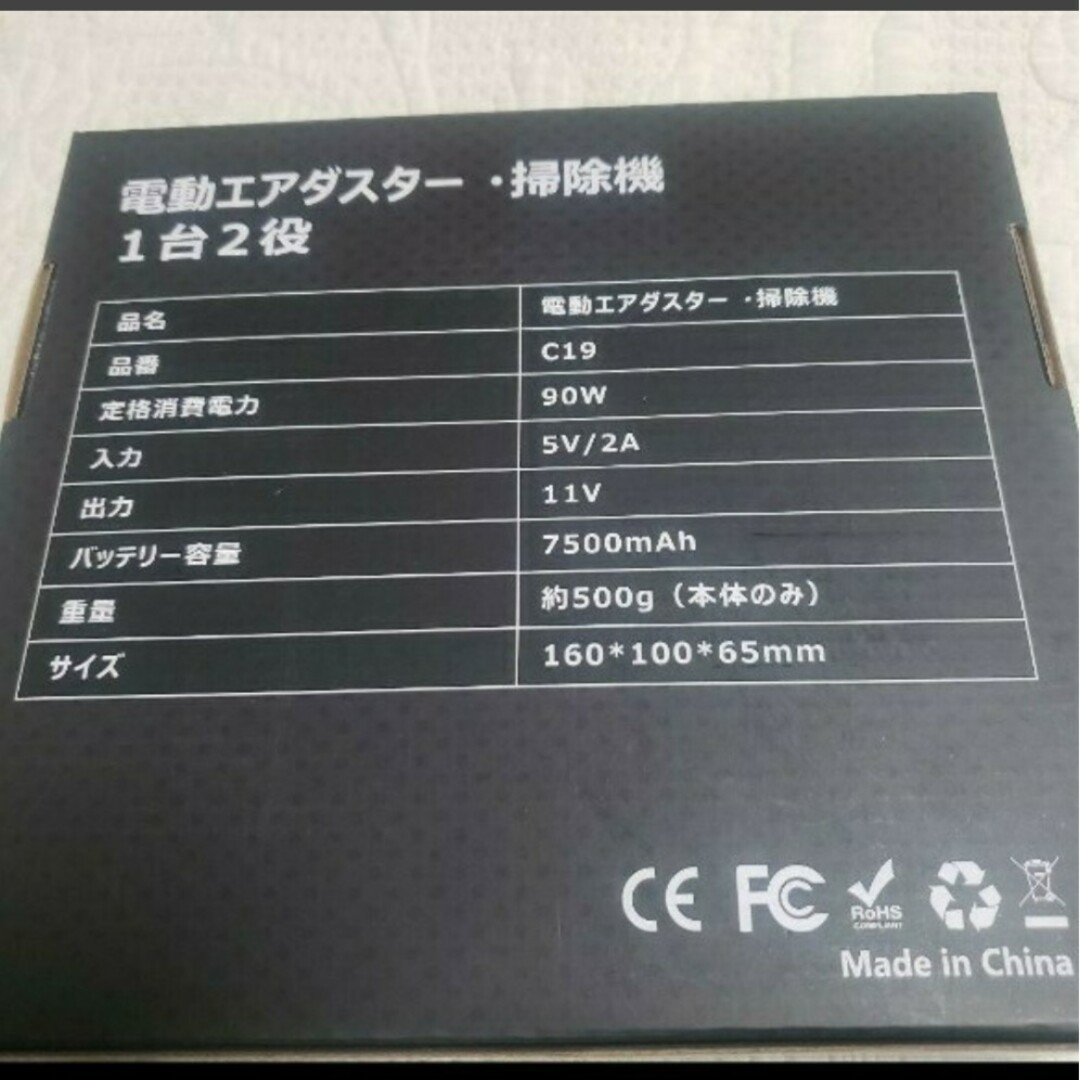 電動エアダスター・掃除機
1台2役
品名 電動エアダスター・掃除機
品番 C19
定格消費電力 90W
入力 5V/2A
出力 11V
バッテリー容量 7500mAh
重量 約500g（本体のみ）
サイズ 160*100*65mm
CE FC RoHS
COMPLIANT
Made in China